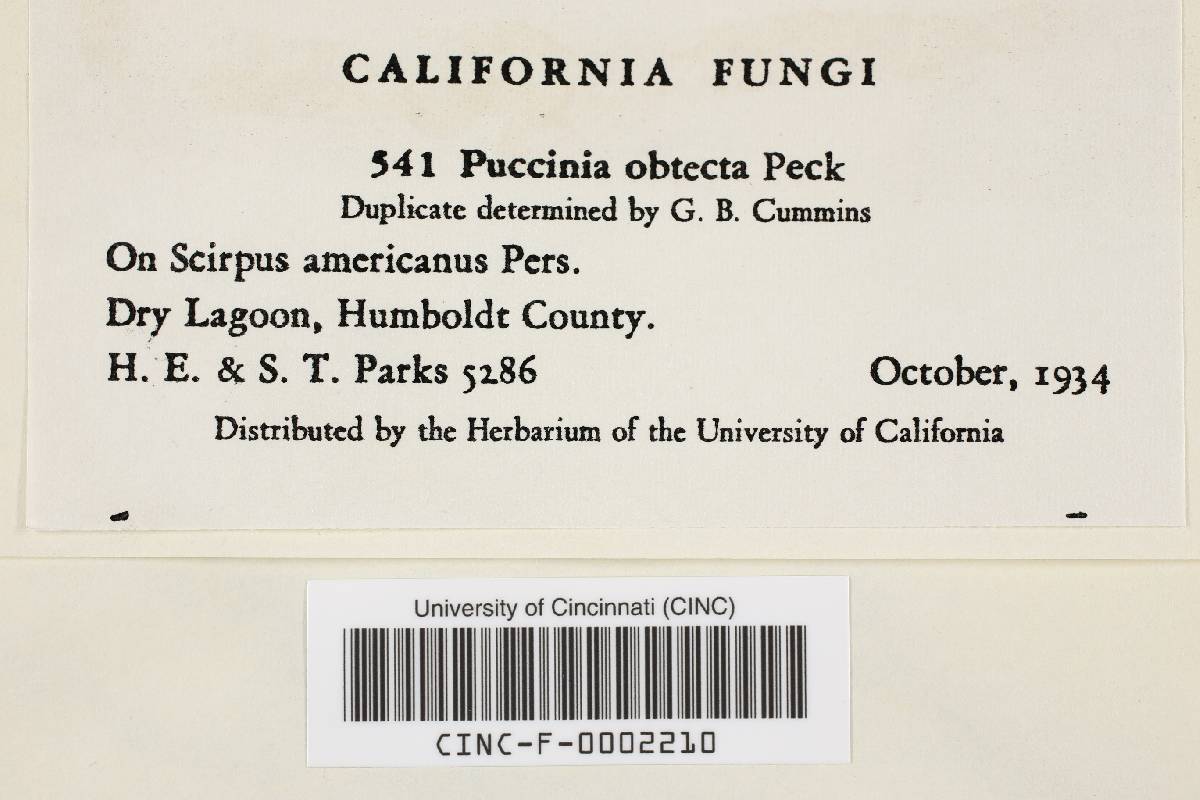 CALIFORNIA FUNGI
541 Puccinia obtecta Peck
Duplicate determined by G. B. Cummins
On Scirpus americanus Pers.
Dry Lagoon, Humboldt County.
H. E. & S. T. Parks 5286 October, 1934
Distributed by the Herbarium of the University of California
University of Cincinnati (CINC)
CINC-F-0002210